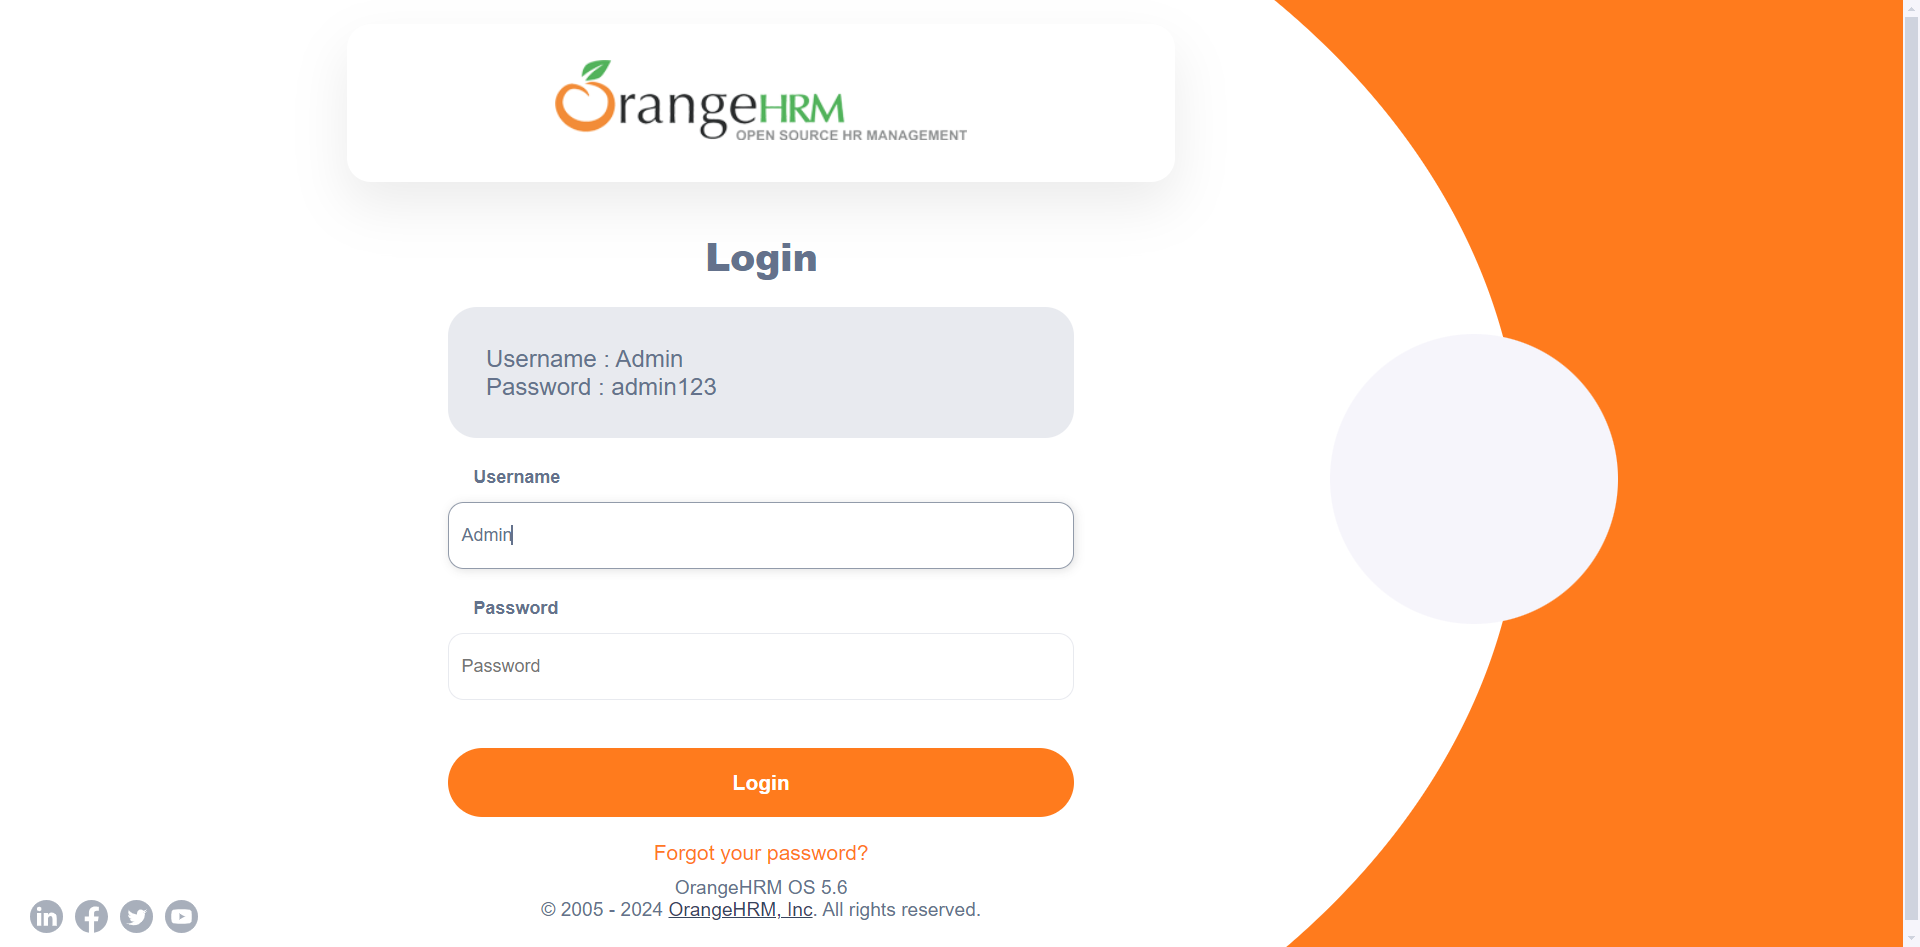 OrangeHRM
OPEN SOURCE HR MANAGEMENT
Login
Username : Admin
Password : admin123
Username
Admin
Password
Password
Login
Forgot your password?
OrangeHRM OS 5.6
© 2005 - 2024 OrangeHRM, Inc. All rights reserved.